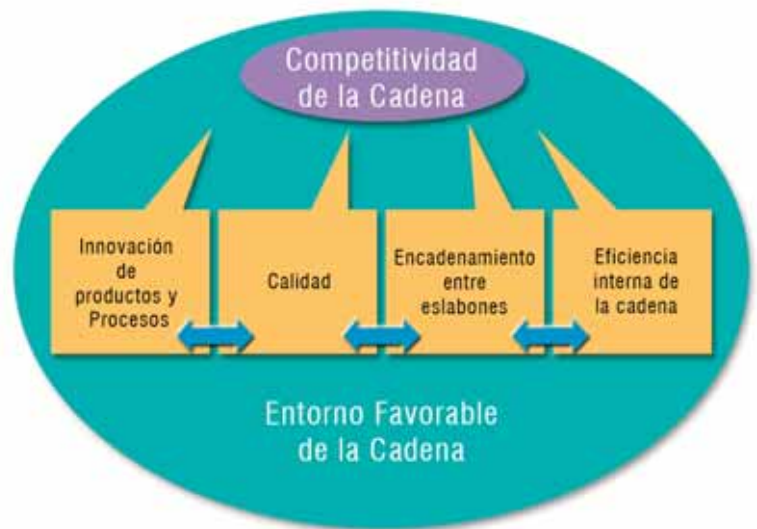 Competitividad
de la Cadena
Innovación
de
productos y
Procesos
Calidad
Encadenamiento
entre
eslabones
Eficiencia
interna de
la cadena
Entorno Favorable
de la Cadena